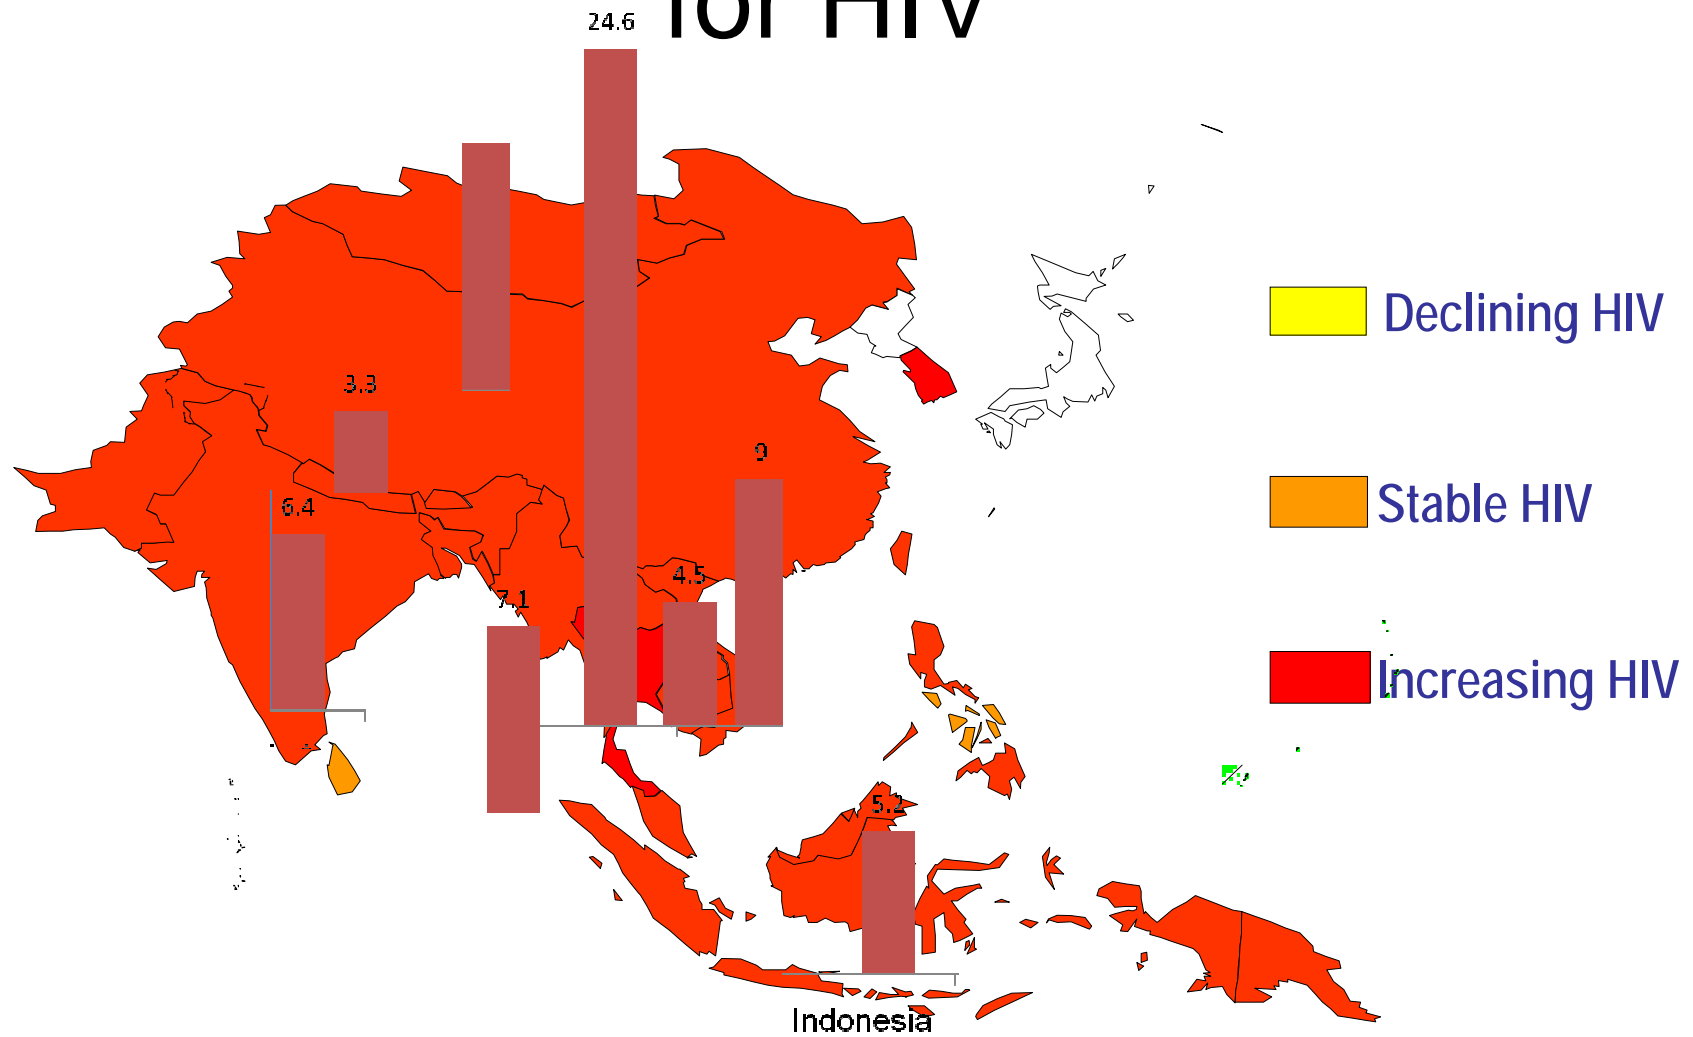 for HIV
24.6
3.3
9
6.4
4.5
7.1
5.2
Indonesia
Declining HIV
Stable HIV
Increasing HIV